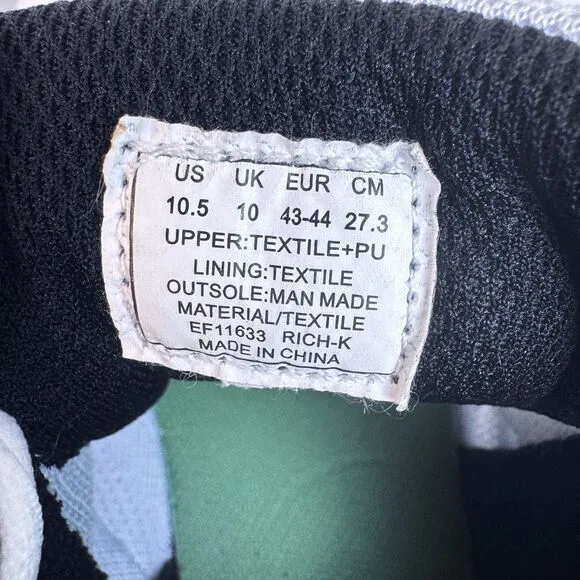 US UK EUR CM
10.5 10 43-44 27.3
UPPER:TEXTILE+PU
LINING:TEXTILE
OUTSOLE:MAN MADE
MATERIAL/TEXTILE
EF11633 RICH-K
MADE IN CHINA